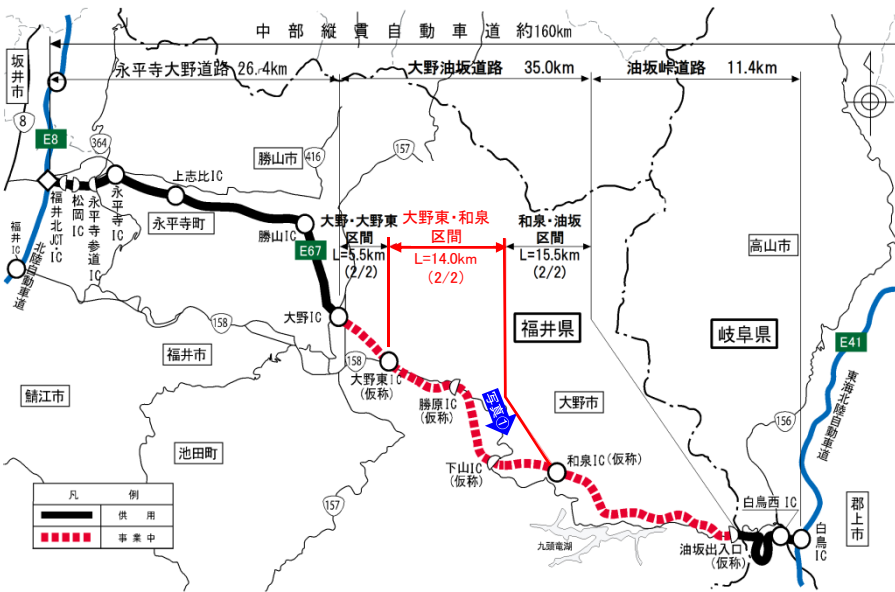 中部縦貫自動車道 約160km
永平寺大野道路 26.4km
大野油坂道路 35.0km
油坂峠道路 11.4km
坂井市
8
E8
364
勝山市
416
157
上志比IC
永平寺町
福井北JCT・IC
松岡IC
永平寺参道IC
永平寺IC
勝山IC
E67
大野・大野東
区間
L=5.5km
(2/2)
大野東・和泉
区間
L=14.0km
(2/2)
和泉・油坂
区間
L=15.5km
(2/2)
高山市
福井IC
北陸自動車道
158
大野IC
福井市
158
大野東IC
(仮称)
福井県
岐阜県
E41
東海北陸自動車道
鯖江市
勝原IC
(仮称)
写真①
大野市
156
池田町
下山IC
(仮称)
和泉IC(仮称)
凡例
供用
事業中
157
九頭竜湖
油坂出入口
(仮称)
白鳥西IC
白鳥IC
郡上市